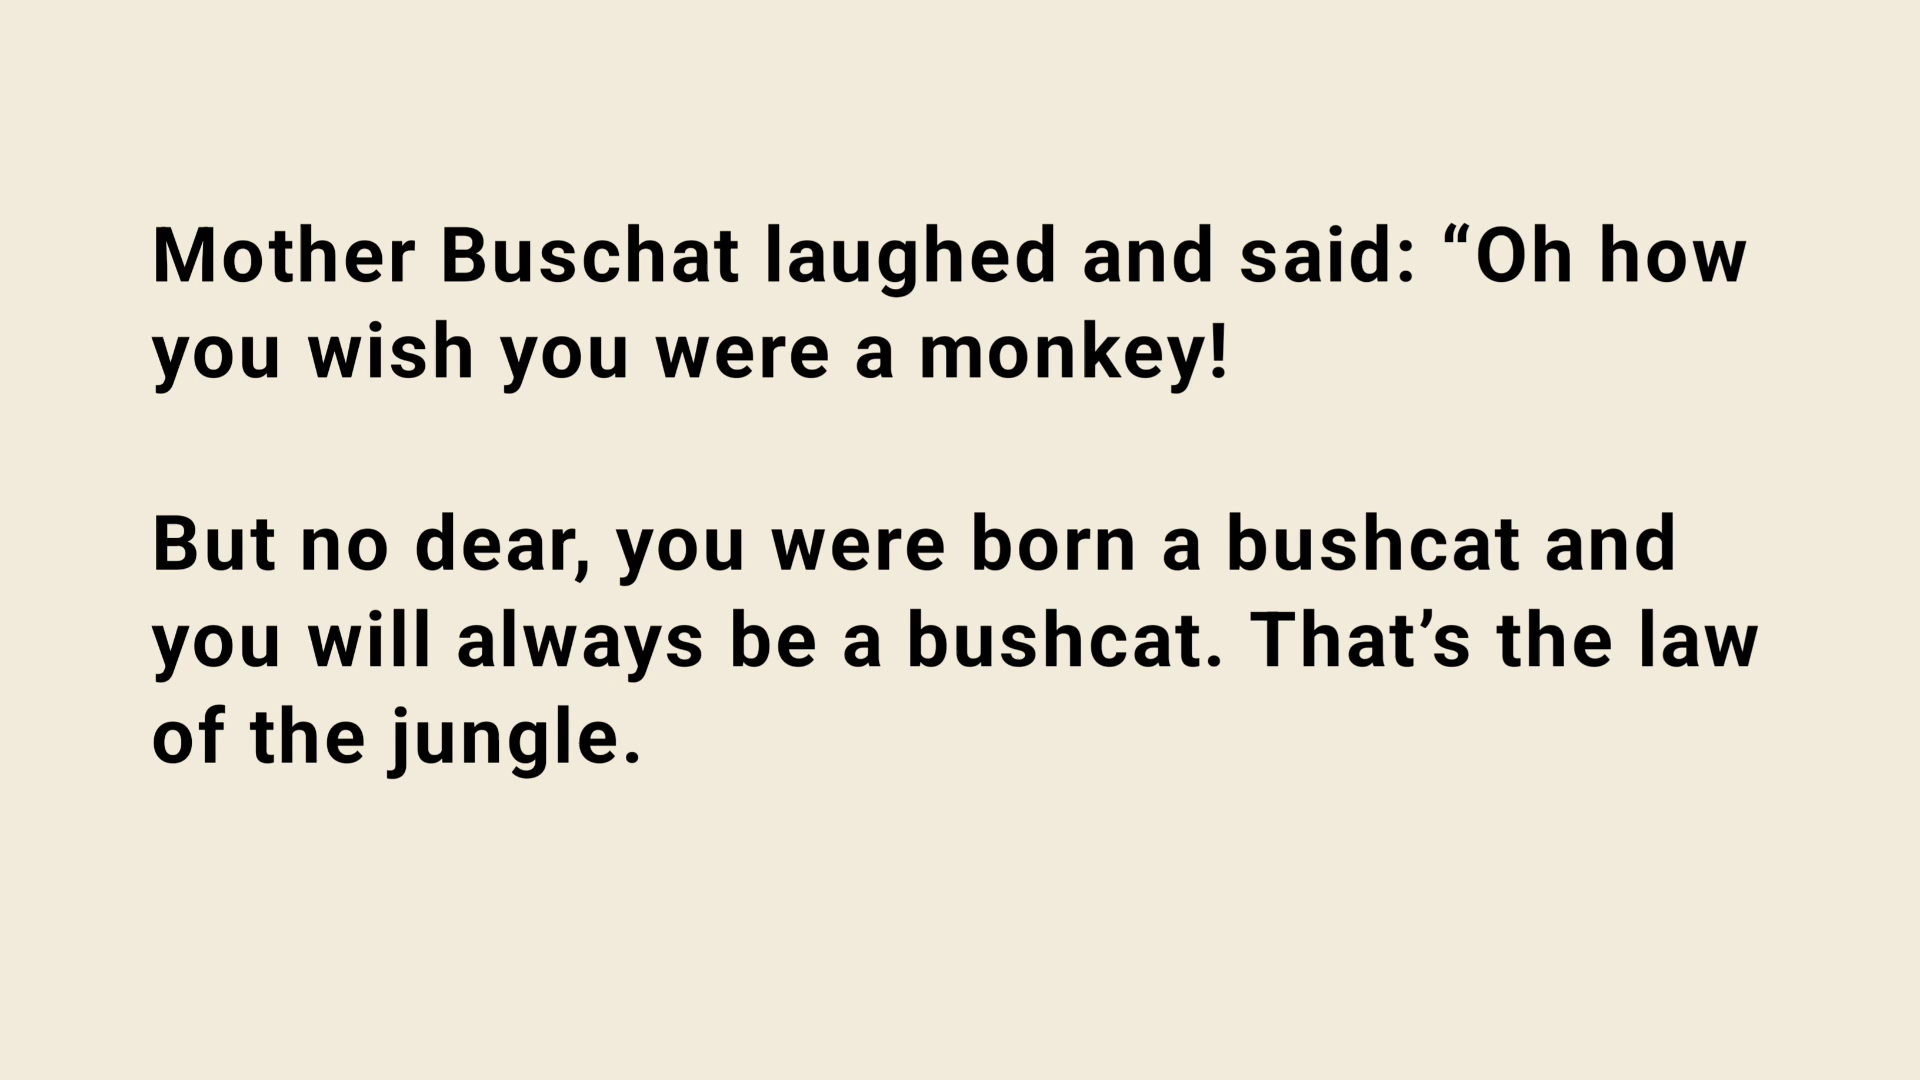 Mother Buschat laughed and said: “Oh how
you wish you were a monkey!
But no dear, you were born a bushcat and
you will always be a bushcat. That’s the law
of the jungle.